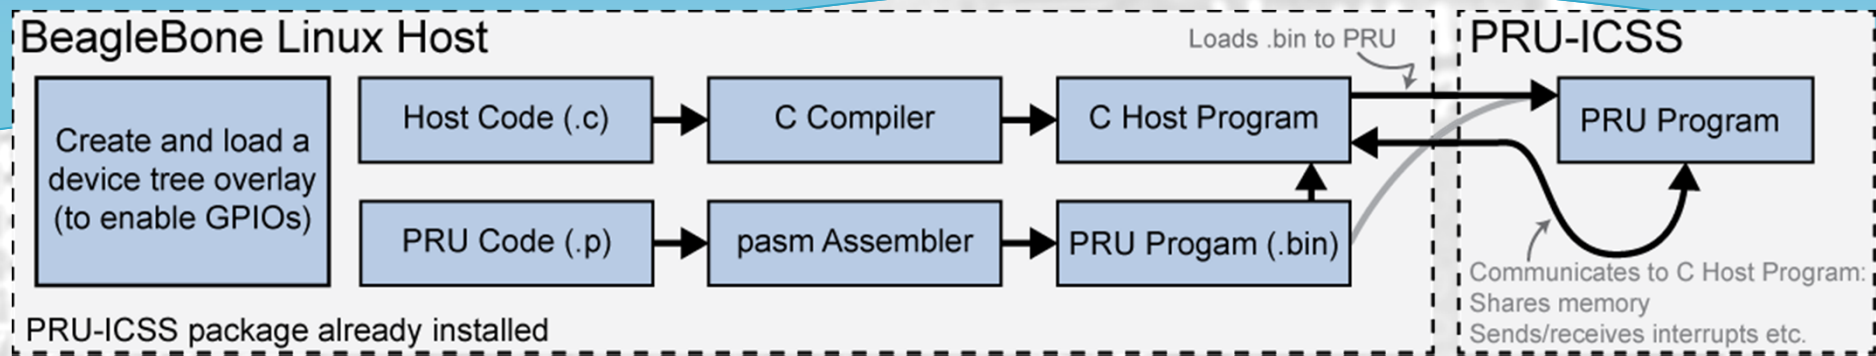 BeagleBone Linux Host
Loads .bin to PRU
PRU-ICSS
Create and load a
device tree overlay
(to enable GPIOs)
Host Code (.c)
C Compiler
C Host Program
PRU Program
PRU Code (.p)
pasm Assembler
PRU Progam (.bin)
Communicates to C Host Program:
Shares memory
Sends/receives interrupts etc.
PRU-ICSS package already installed